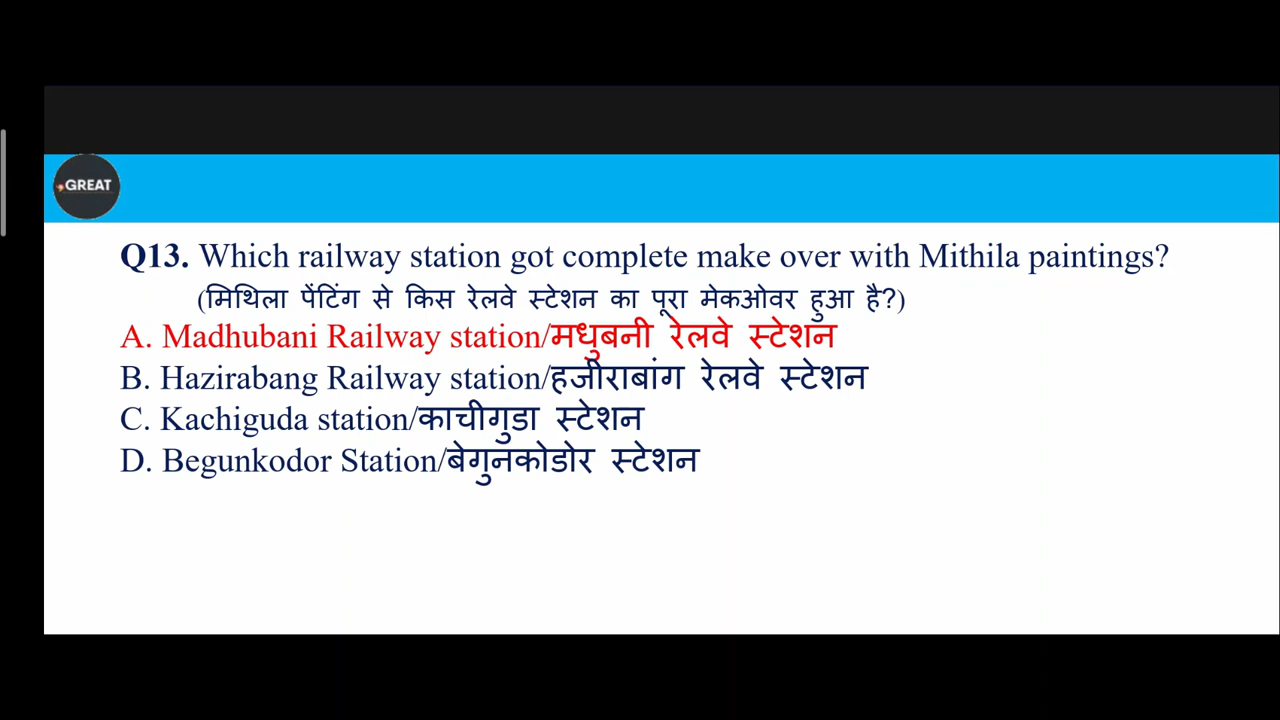 GREAT
Q13. Which railway station got complete make over with Mithila paintings?
(मिथिला पेंटिंग से किस रेलवे स्टेशन का पूरा मेकओवर हुआ है?)
A. Madhubani Railway station/मधुबनी रेलवे स्टेशन
B. Hazirabang Railway station/हजीराबांग रेलवे स्टेशन
C. Kachiguda station/काचीगुडा स्टेशन
D. Begunkodor Station/बेगुनकोडोर स्टेशन